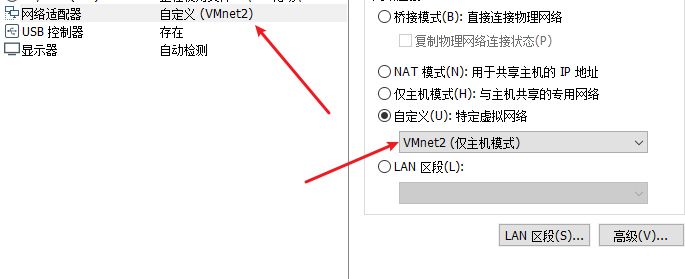 网络适配器 自定义 (VMnet2)
USB 控制器 存在
显示器 自动检测
桥接模式(B): 直接连接物理网络
复制物理网络连接状态(P)
NAT 模式(N): 用于共享主机的 IP 地址
仅主机模式(H): 与主机共享的专用网络
自定义(U): 特定虚拟网络
VMnet2 (仅主机模式)
LAN 区段(L):
LAN 区段(S)... 高级(V)...